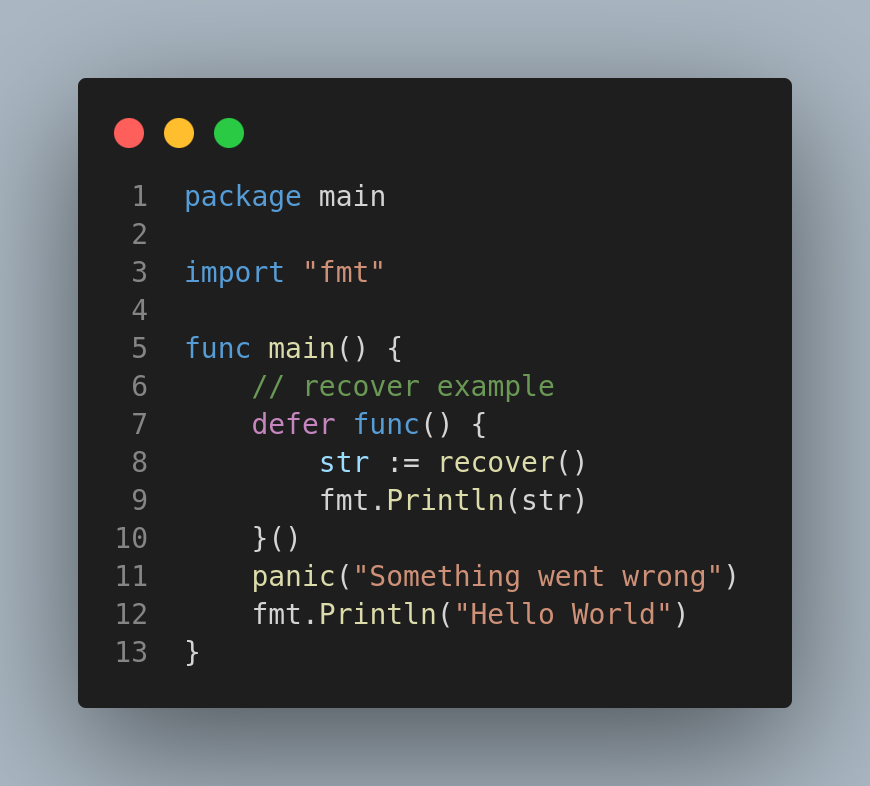 1 package main
2
3 import "fmt"
4
5 func main() {
6     // recover example
7     defer func() {
8         str := recover()
9         fmt.Println(str)
10     }()
11     panic("Something went wrong")
12     fmt.Println("Hello World")
13 }